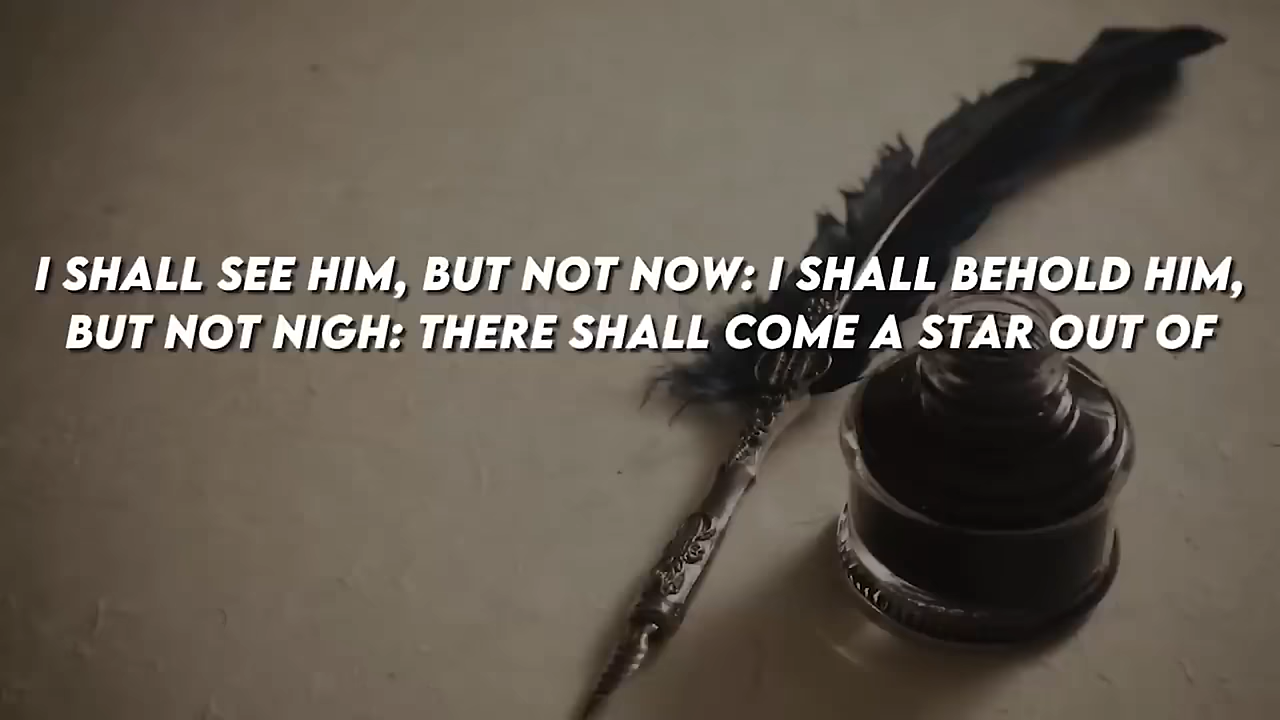 I SHALL SEE HIM, BUT NOT NOW: I SHALL BEHOLD HIM,
BUT NOT NIGH: THERE SHALL COME A STAR OUT OF